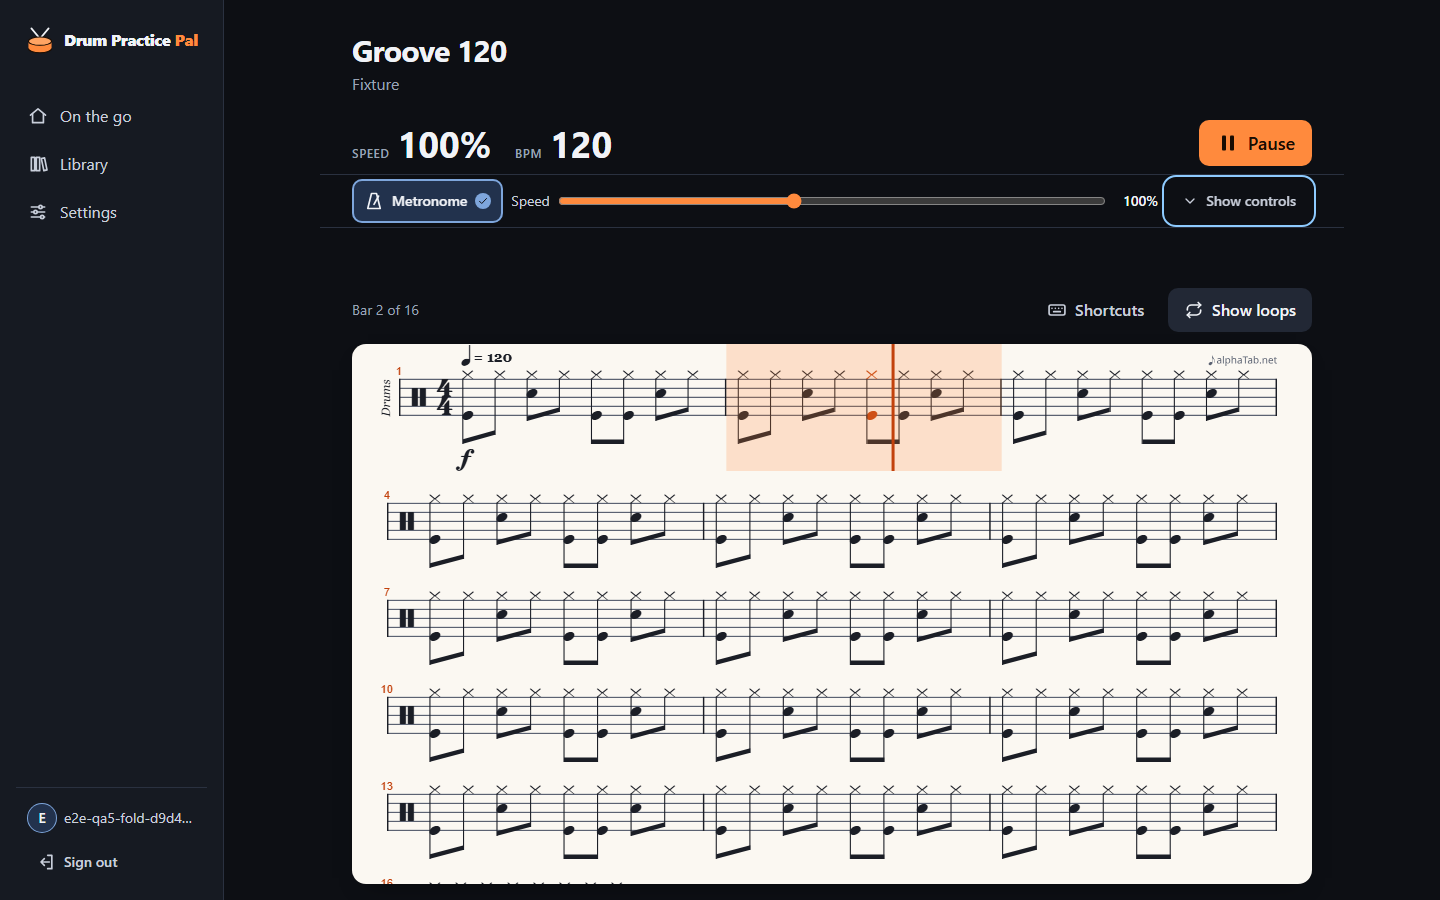 Drum Practice Pal
On the go
Library
Settings
E
e2e-qa5-fold-d9d4...
Sign out
Groove 120
Fixture
SPEED 100% BPM 120
Pause
Metronome
Speed
100%
Show controls
Bar 2 of 16
Shortcuts
Show loops
= 120
alphaTab.net
1
Drums
4
4
f
4
7
10
13
16